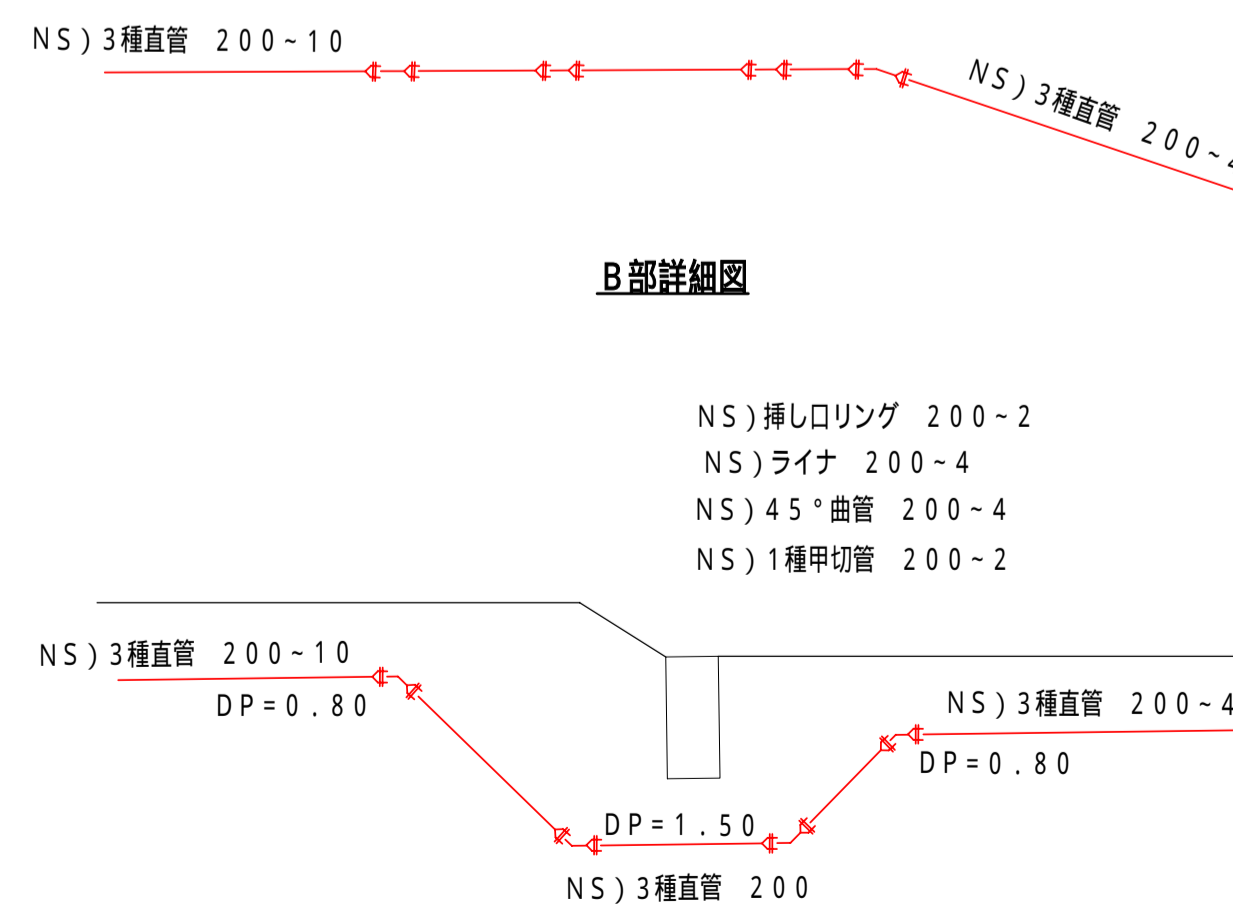 NS)3種直管 200~10
NS)3種直管 200~4
B部詳細図
NS)挿し口リング 200~2
NS)ライナ 200~4
NS)45°曲管 200~4
NS)1種甲切管 200~2
NS)3種直管 200~10
DP=0.80
NS)3種直管 200~4
DP=0.80
DP=1.50
NS)3種直管 200